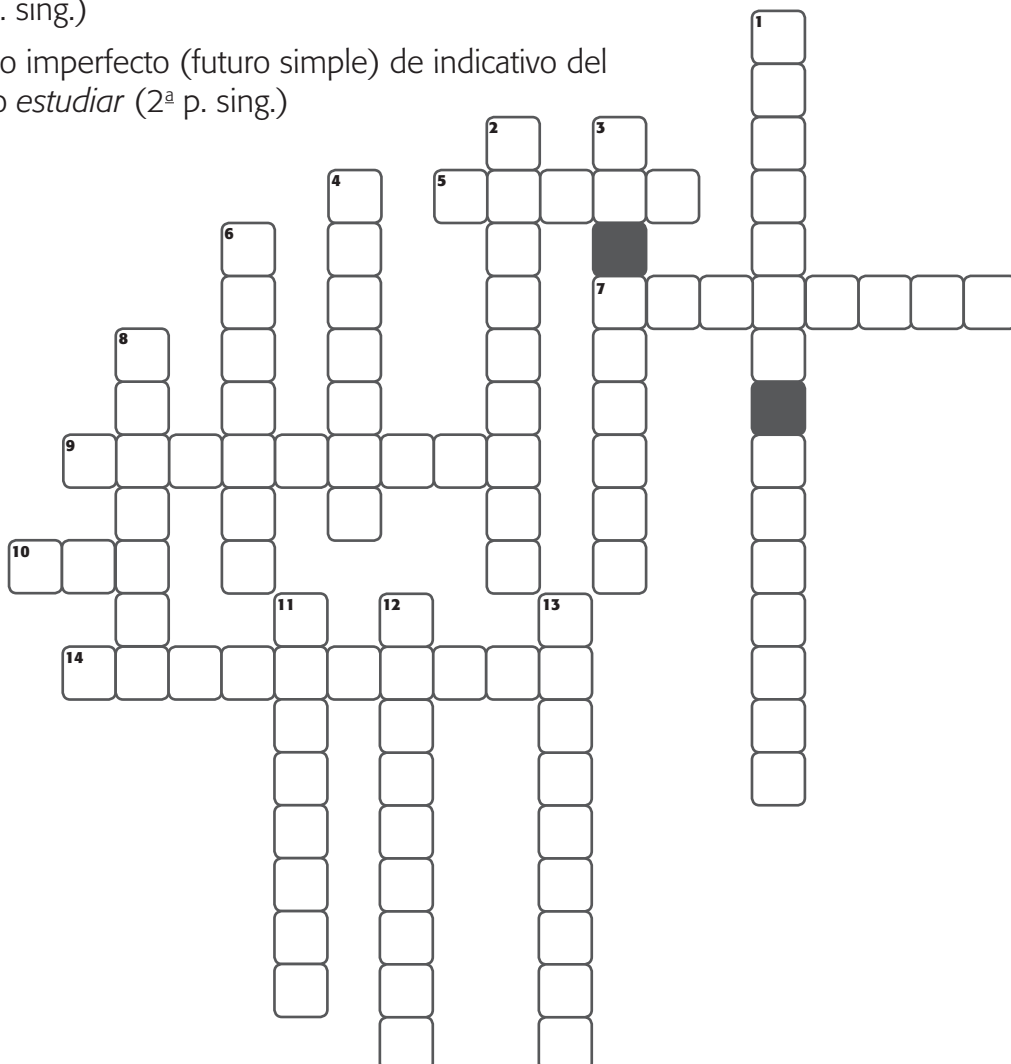 . sing.)
o imperfecto (futuro simple) de indicativo del
o estudiar (2ª p. sing.)
1
2 3
4 5
6
7
8
9
10
11 12 13
14